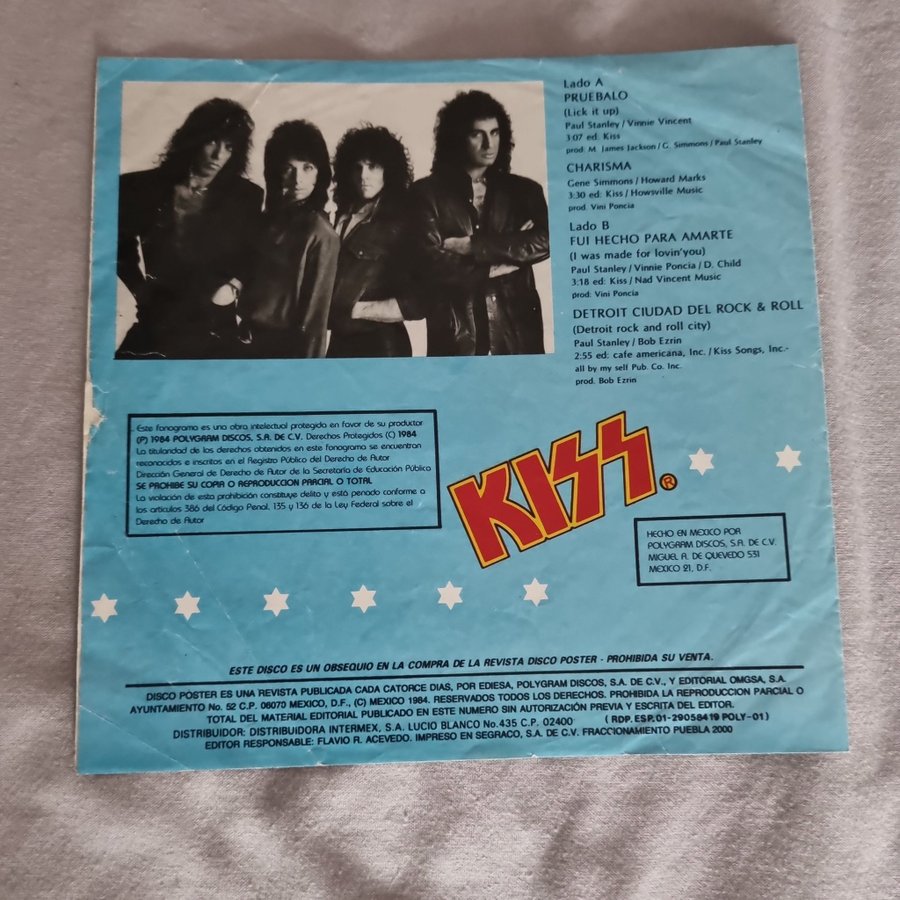 Lado A
PRUEBALO
(Lick it up)
Paul Stanley / Vinnie Vincent
3:07 ed: Kiss
prod. M. James Jackson / G. Simmons / Paul Stanley
CHARISMA
Gene Simmons / Howard Marks
3:30 ed: Kiss / Howsville Music
prod. Vini Poncia
Lado B
FUI HECHO PARA AMARTE
(I was made for lovin'you)
Paul Stanley / Vinnie Poncia / D. Child
3:18 ed: Kiss / Nad Vincent Music
prod: Vini Poncia
DETROIT CIUDAD DEL ROCK & ROLL
(Detroit rock and roll city)
Paul Stanley / Bob Ezrin
2:55 ed: cafe americana, Inc. / Kiss Songs, Inc.-
all by my self Pub. Co. Inc.
prod. Bob Ezrin
Este fonograma es una obra intelectual protegida en favor de su productor
(P) 1984 POLYGRAM DISCOS, S.A. DE C.V. Derechos Protegidos (C) 1984
La titularidad de los derechos obtenidos en este fonograma se encuentran
reconocidos e inscritos en el Registro Público del Derecho de Autor
Dirección General de Derecho de Autor de la Secretaría de Educación Pública
SE PROHIBE SU COPIA O REPRODUCCION PARCIAL O TOTAL
La violación de esta prohibición constituye delito y está penado conforme a
los artículos 386 del Código Penal, 135 y 136 de la Ley Federal sobre el
Derecho de Autor
KISS®
HECHO EN MEXICO POR
POLYGRAM DISCOS, S.A. DE C.V.
MIGUEL A. DE QUEVEDO 531
MEXICO 21, D.F.
ESTE DISCO ES UN OBSEQUIO EN LA COMPRA DE LA REVISTA DISCO POSTER - PROHIBIDA SU VENTA.
DISCO POSTER ES UNA REVISTA PUBLICADA CADA CATORCE DIAS, POR EDIESA, POLYGRAM DISCOS, S.A. DE C.V., Y EDITORIAL OMGSA, S.A.
AYUNTAMIENTO No. 52 C.P. 06070 MEXICO, D.F., (C) MEXICO 1984. RESERVADOS TODOS LOS DERECHOS. PROHIBIDA LA REPRODUCCION PARCIAL O
TOTAL DEL MATERIAL EDITORIAL PUBLICADO EN ESTE NUMERO SIN AUTORIZACIÓN PREVIA Y ESCRITA DEL EDITOR.
DISTRIBUIDOR: DISTRIBUIDORA INTERMEX, S.A. LUCIO BLANCO No.435 C.P. 02400 (RDP. ESP.01-29058419 POLY-01)
EDITOR RESPONSABLE: FLAVIO R. ACEVEDO. IMPRESO EN SEGRACO, S.A. DE C.V. FRACCIONAMIENTO PUEBLA 2000